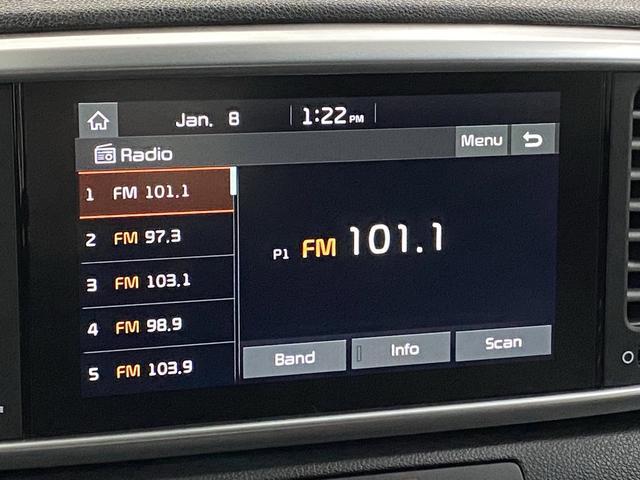 Jan. 8 1:22 PM
Radio Menu
1 FM 101.1
2 FM 97.3
3 FM 103.1
4 FM 98.9
5 FM 103.9
P1 FM 101.1
Band Info Scan